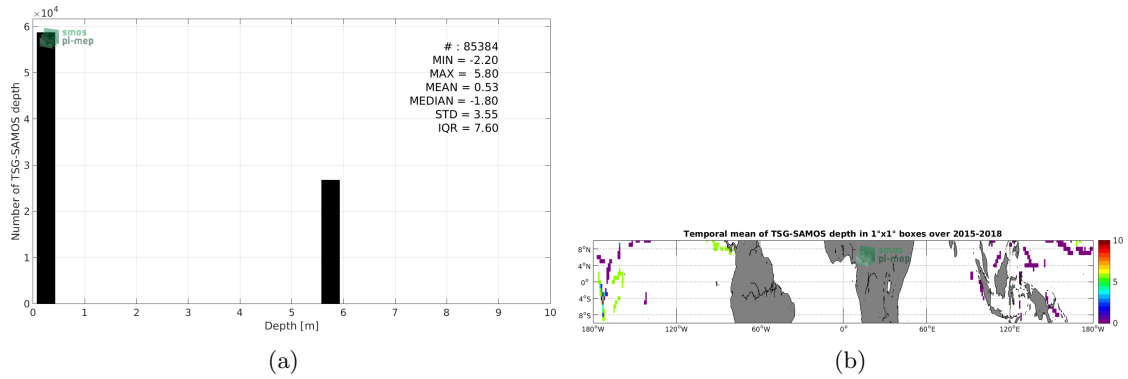 ×10⁴
6
5
4
3
2
1
0
Number of TSG-SAMOS depth
smos
pi-mep
# : 85384
MIN = -2.20
MAX = 5.80
MEAN = 0.53
MEDIAN = -1.80
STD = 3.55
IQR = 7.60
0 1 2 3 4 5 6 7 8 9 10
Depth [m]
(a)
Temporal mean of TSG-SAMOS depth in 1°x1° boxes over 2015-2018
smos
pi-mep
8°N
4°N
0°
4°S
8°S
180°W 120°W 60°W 0° 60°E 120°E 180°W
10
5
0
(b)